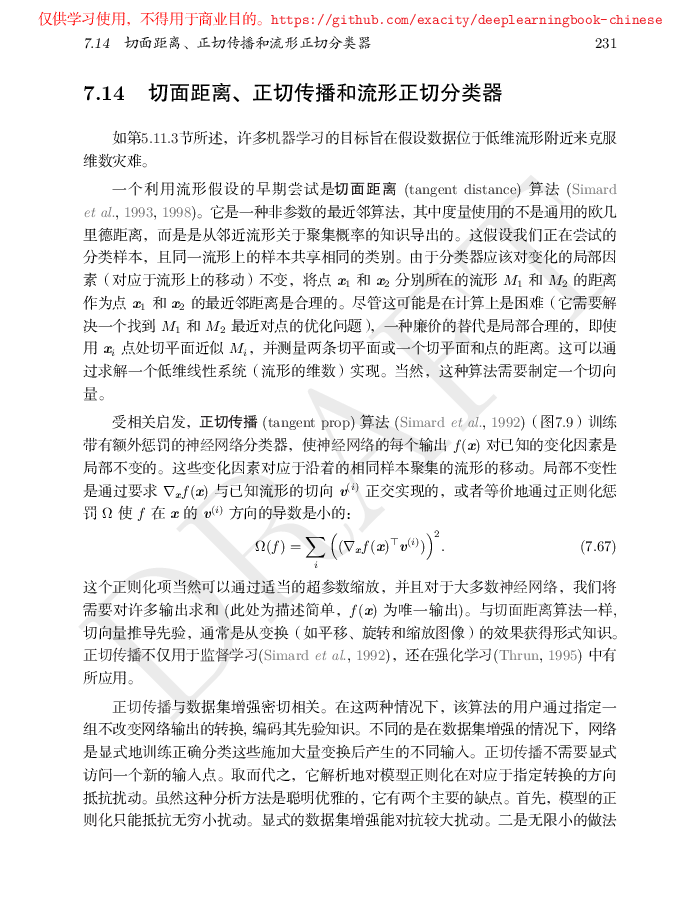 仅供学习使用，不得用于商业目的。https://github.com/exacity/deeplearningbook-chinese
7.14 切面距离、正切传播和流形正切分类器 231
7.14 切面距离、正切传播和流形正切分类器
如第5.11.3节所述，许多机器学习的目标旨在假设数据位于低维流形附近来克服
维数灾难。
一个利用流形假设的早期尝试是切面距离 (tangent distance) 算法 (Simard
et al., 1993, 1998)。它是一种非参数的最近邻算法，其中度量使用的不是通用的欧几
里德距离，而是是从邻近流形关于聚集概率的知识导出的。这假设我们正在尝试的
分类样本，且同一流形上的样本共享相同的类别。由于分类器应该对变化的局部因
素（对应于流形上的移动）不变，将点 x₁ 和 x₂ 分别所在的流形 M₁ 和 M₂ 的距离
作为点 x₁ 和 x₂ 的最近邻距离是合理的。尽管这可能是在计算上是困难（它需要解
决一个找到 M₁ 和 M₂ 最近对点的优化问题），一种廉价的替代是局部合理的，即使
用 xᵢ 点处切平面近似 Mᵢ，并测量两条切平面或一个切平面和点的距离。这可以通
过求解一个低维线性系统（流形的维数）实现。当然，这种算法需要制定一个切向
量。
受相关启发，正切传播 (tangent prop) 算法 (Simard et al., 1992)（图7.9）训练
带有额外惩罚的神经网络分类器，使神经网络的每个输出 f(x) 对已知的变化因素是
局部不变的。这些变化因素对应于沿着的相同样本聚集的流形的移动。局部不变性
是通过要求 ∇ₓf(x) 与已知流形的切向 v⁽ⁱ⁾ 正交实现的，或者等价地通过正则化惩
罚 Ω 使 f 在 x 的 v⁽ⁱ⁾ 方向的导数是小的：
Ω(f) = ∑ᵢ ((∇ₓf(x)⊤v⁽ⁱ⁾))². (7.67)
这个正则化项当然可以通过适当的超参数缩放，并且对于大多数神经网络，我们将
需要对许多输出求和 (此处为描述简单，f(x) 为唯一输出)。与切面距离算法一样,
切向量推导先验，通常是从变换（如平移、旋转和缩放图像）的效果获得形式知识。
正切传播不仅用于监督学习(Simard et al., 1992)，还在强化学习(Thrun, 1995) 中有
所应用。
正切传播与数据集增强密切相关。在这两种情况下，该算法的用户通过指定一
组不改变网络输出的转换, 编码其先验知识。不同的是在数据集增强的情况下，网络
是显式地训练正确分类这些施加大量变换后产生的不同输入。正切传播不需要显式
访问一个新的输入点。取而代之，它解析地对模型正则化在对应于指定转换的方向
抵抗扰动。虽然这种分析方法是聪明优雅的，它有两个主要的缺点。首先，模型的正
则化只能抵抗无穷小扰动。显式的数据集增强能对抗较大扰动。二是无限小的做法
DRAFT